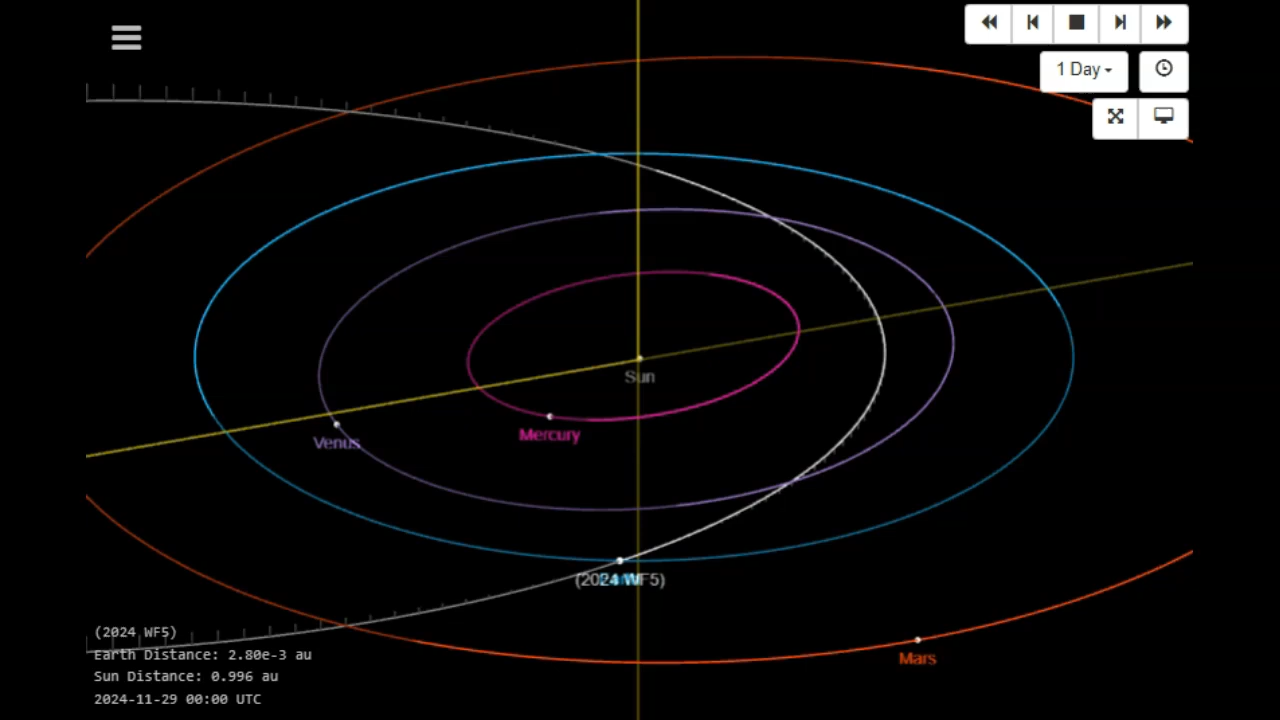 1 Day
Sun
Venus
Mercury
(2024 WF5)
Mars
(2024 WF5)
Earth Distance: 2.80e-3 au
Sun Distance: 0.996 au
2024-11-29 00:00 UTC